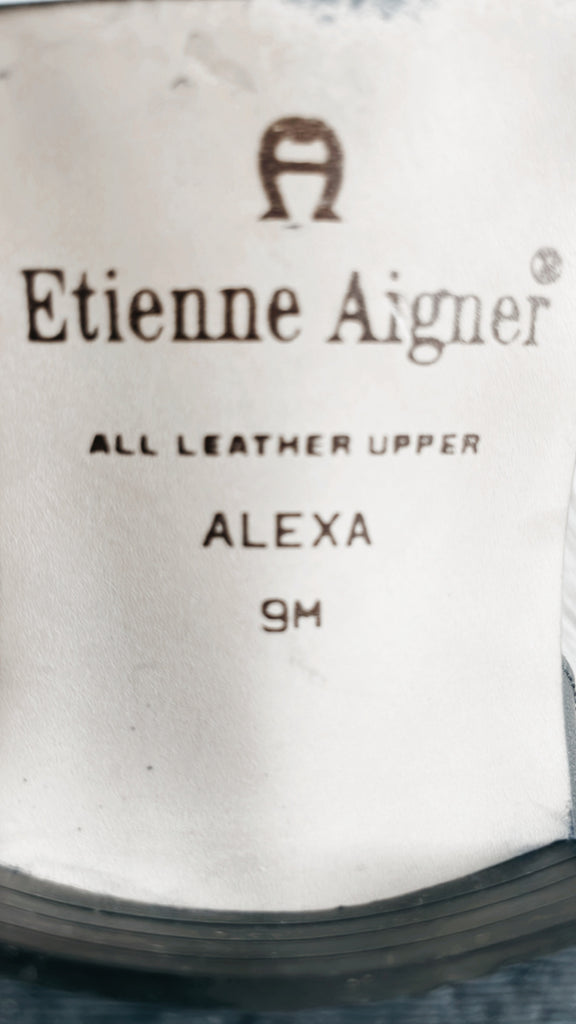 A
Etienne Aigner®
ALL LEATHER UPPER
ALEXA
9M